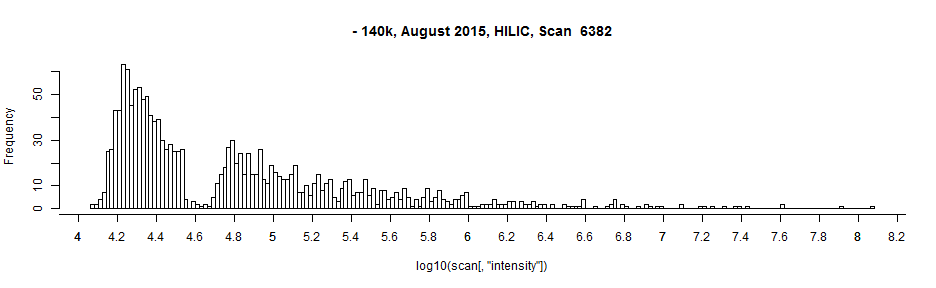 - 140k, August 2015, HILIC, Scan 6382
Frequency
50
30
10
0
4 4.2 4.4 4.6 4.8 5 5.2 5.4 5.6 5.8 6 6.2 6.4 6.6 6.8 7 7.2 7.4 7.6 7.8 8 8.2
log10(scan[, "intensity"])